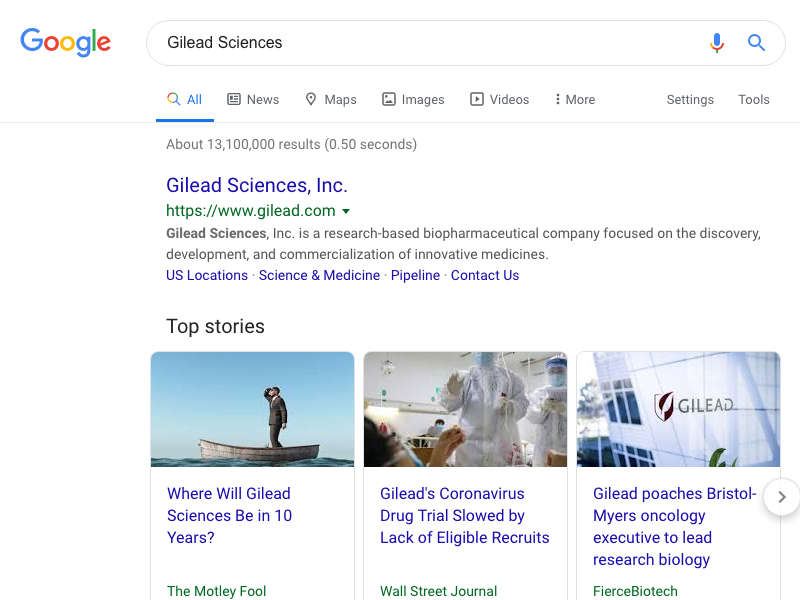 Google
Gilead Sciences
All
News
Maps
Images
Videos
More
Settings
Tools
About 13,100,000 results (0.50 seconds)
Gilead Sciences, Inc.
https://www.gilead.com
Gilead Sciences, Inc. is a research-based biopharmaceutical company focused on the discovery,
development, and commercialization of innovative medicines.
US Locations · Science & Medicine · Pipeline · Contact Us
Top stories
GILEAD
Where Will Gilead
Sciences Be in 10
Years?
The Motley Fool
Gilead's Coronavirus
Drug Trial Slowed by
Lack of Eligible Recruits
Wall Street Journal
Gilead poaches Bristol-
Myers oncology
executive to lead
research biology
FierceBiotech